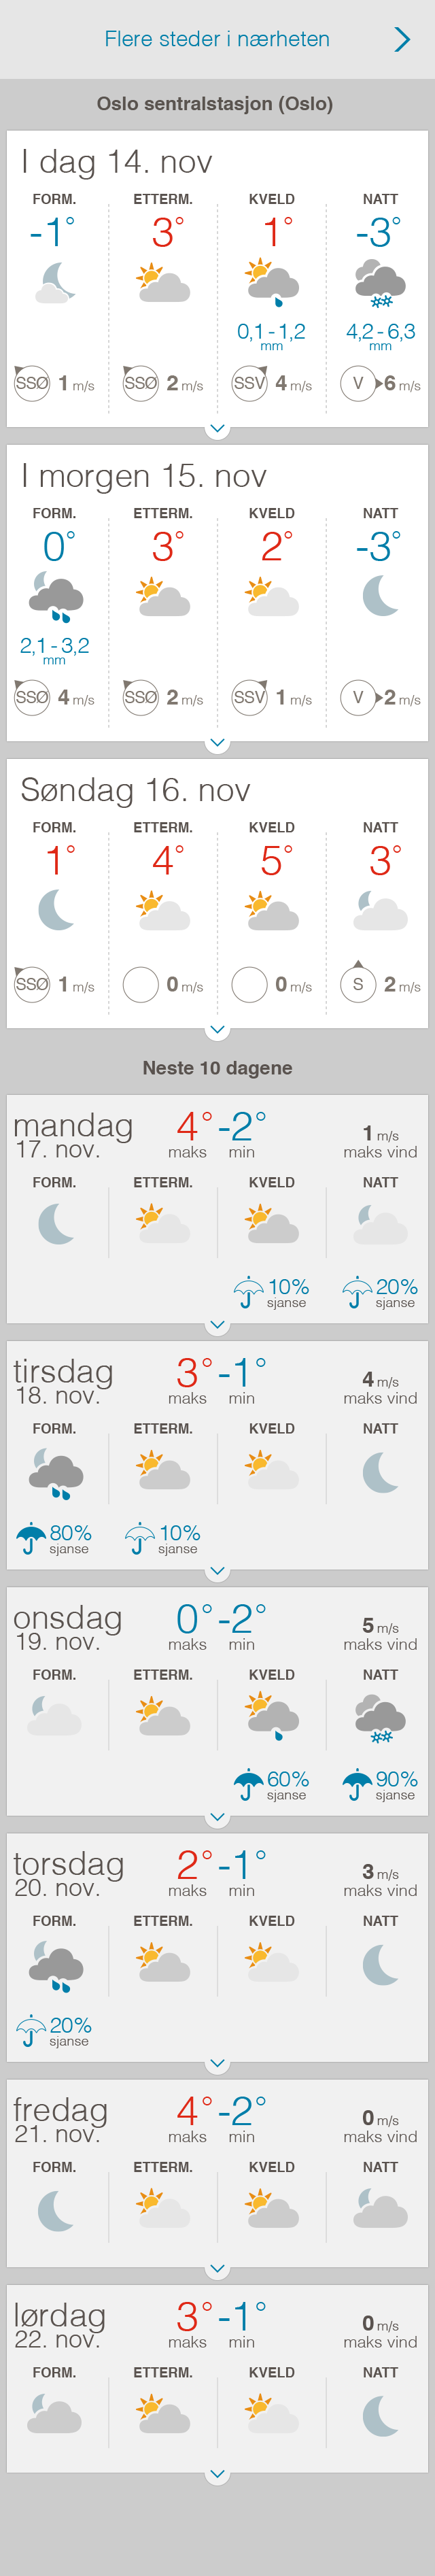 Flere steder i nærheten
Oslo sentralstasjon (Oslo)
I dag 14. nov
FORM. ETTERM. KVELD NATT
-1° 3° 1° -3°
0,1 - 1,2 4,2 - 6,3
mm mm
SSØ 1 m/s SSØ 2 m/s SSV 4 m/s V 6 m/s
I morgen 15. nov
FORM. ETTERM. KVELD NATT
0° 3° 2° -3°
2,1 - 3,2
mm
SSØ 4 m/s SSØ 2 m/s SSV 1 m/s V 2 m/s
Søndag 16. nov
FORM. ETTERM. KVELD NATT
1° 4° 5° 3°
SSØ 1 m/s 0 m/s 0 m/s S 2 m/s
Neste 10 dagene
mandag 4° -2° 1 m/s
17. nov. maks min maks vind
FORM. ETTERM. KVELD NATT
10% 20%
sjanse sjanse
tirsdag 3° -1° 4 m/s
18. nov. maks min maks vind
FORM. ETTERM. KVELD NATT
80% 10%
sjanse sjanse
onsdag 0° -2° 5 m/s
19. nov. maks min maks vind
FORM. ETTERM. KVELD NATT
60% 90%
sjanse sjanse
torsdag 2° -1° 3 m/s
20. nov. maks min maks vind
FORM. ETTERM. KVELD NATT
20%
sjanse
fredag 4° -2° 0 m/s
21. nov. maks min maks vind
FORM. ETTERM. KVELD NATT
lørdag 3° -1° 0 m/s
22. nov. maks min maks vind
FORM. ETTERM. KVELD NATT